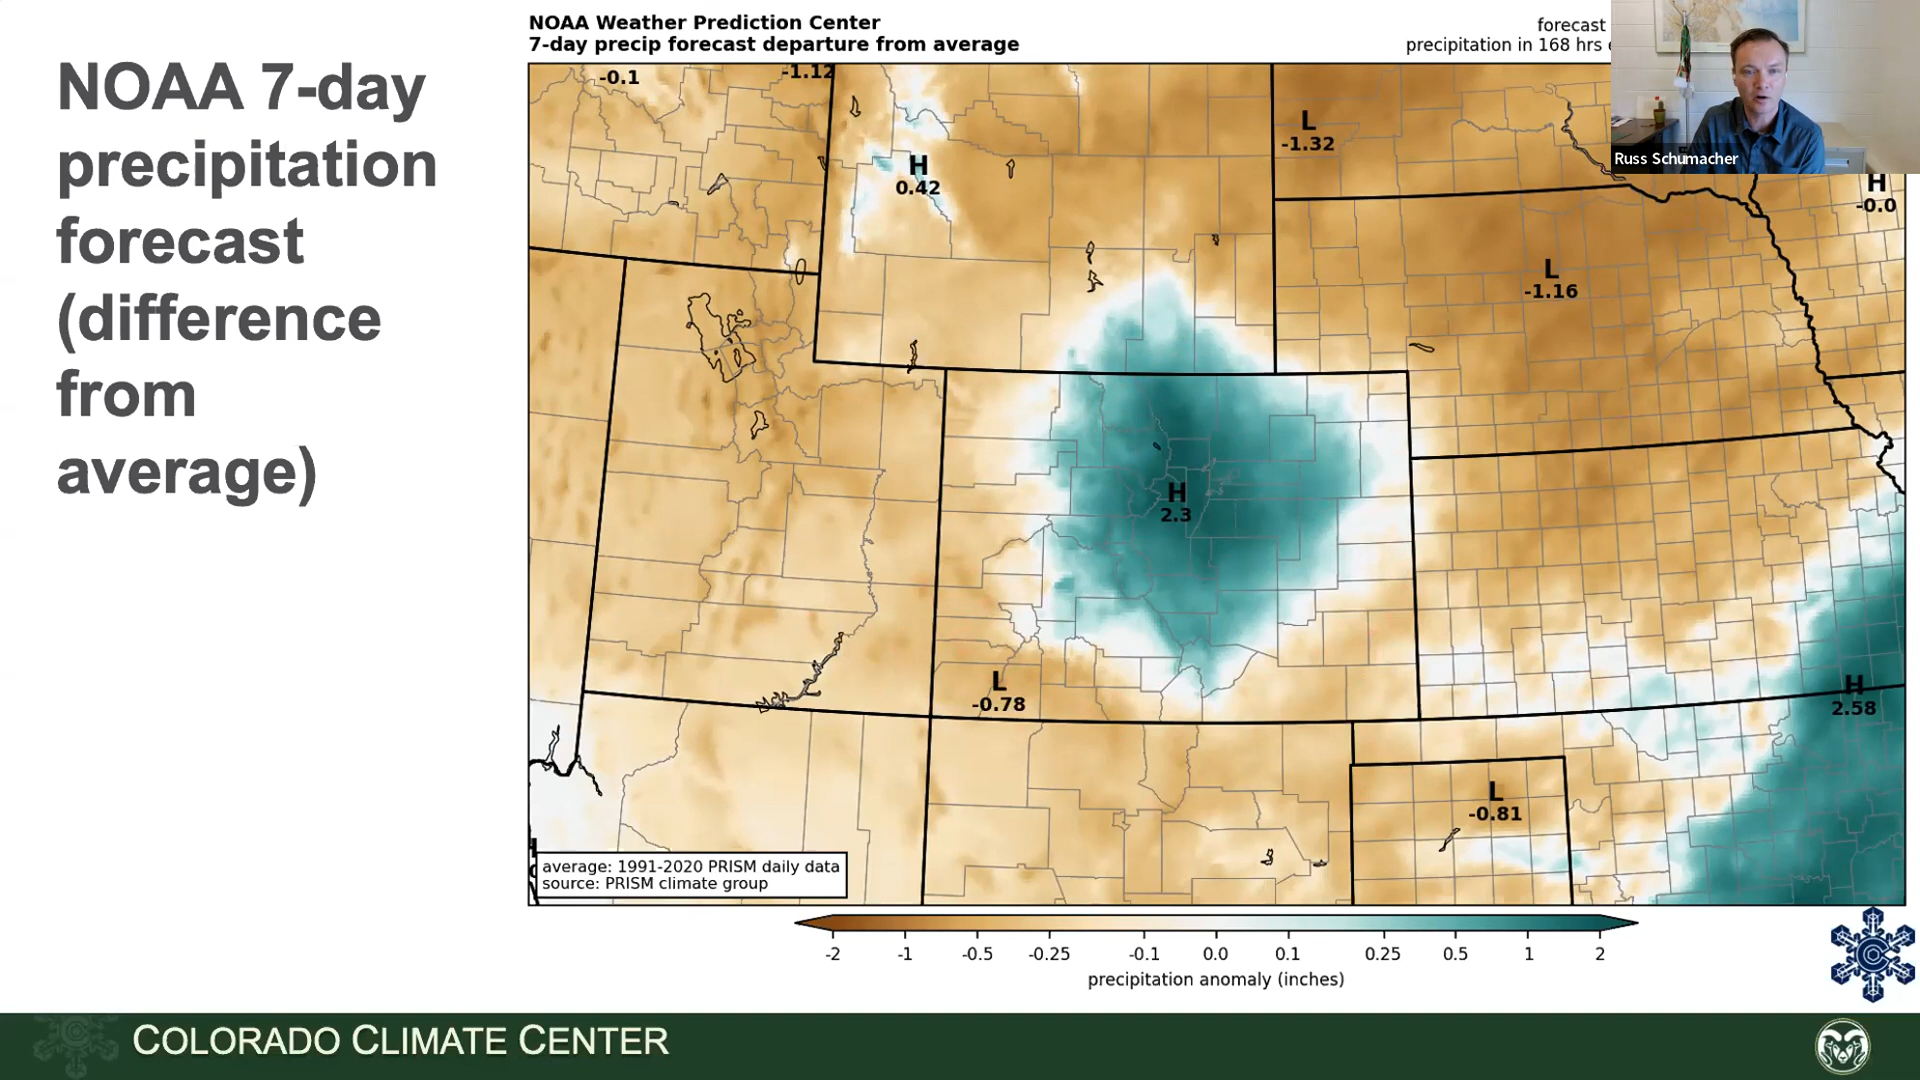 NOAA 7-day
precipitation
forecast
(difference
from
average)
NOAA Weather Prediction Center
7-day precip forecast departure from average
forecast
precipitation in 168 hrs
Russ Schumacher
-0.1
-1.12
L
-1.32
H
0.42
H
-0.0
L
-1.16
H
2.3
L
-0.78
H
2.58
L
-0.81
average: 1991-2020 PRISM daily data
source: PRISM climate group
-2 -1 -0.5 -0.25 -0.1 0.0 0.1 0.25 0.5 1 2
precipitation anomaly (inches)
COLORADO CLIMATE CENTER